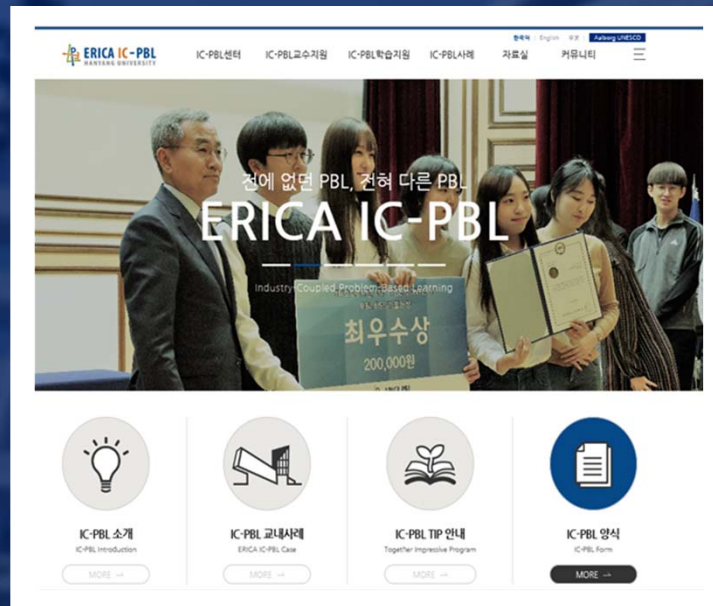 한국어 English Aalborg UNESCO
ERICA IC-PBL
HANYANG UNIVERSITY
IC-PBL센터 IC-PBL교수지원 IC-PBL학습지원 IC-PBL사례 자료실 커뮤니티
전에 없던 PBL, 전혀 다른 PBL
ERICA IC-PBL
Industry-Coupled Problem-Based Learning
최우수상
200,000원
IC-PBL 소개 IC-PBL 교내사례 IC-PBL TIP 안내 IC-PBL 양식
IC-PBL Introduction ERICA IC-PBL Case Together Impressive Program IC-PBL Form
MORE → MORE → MORE → MORE →